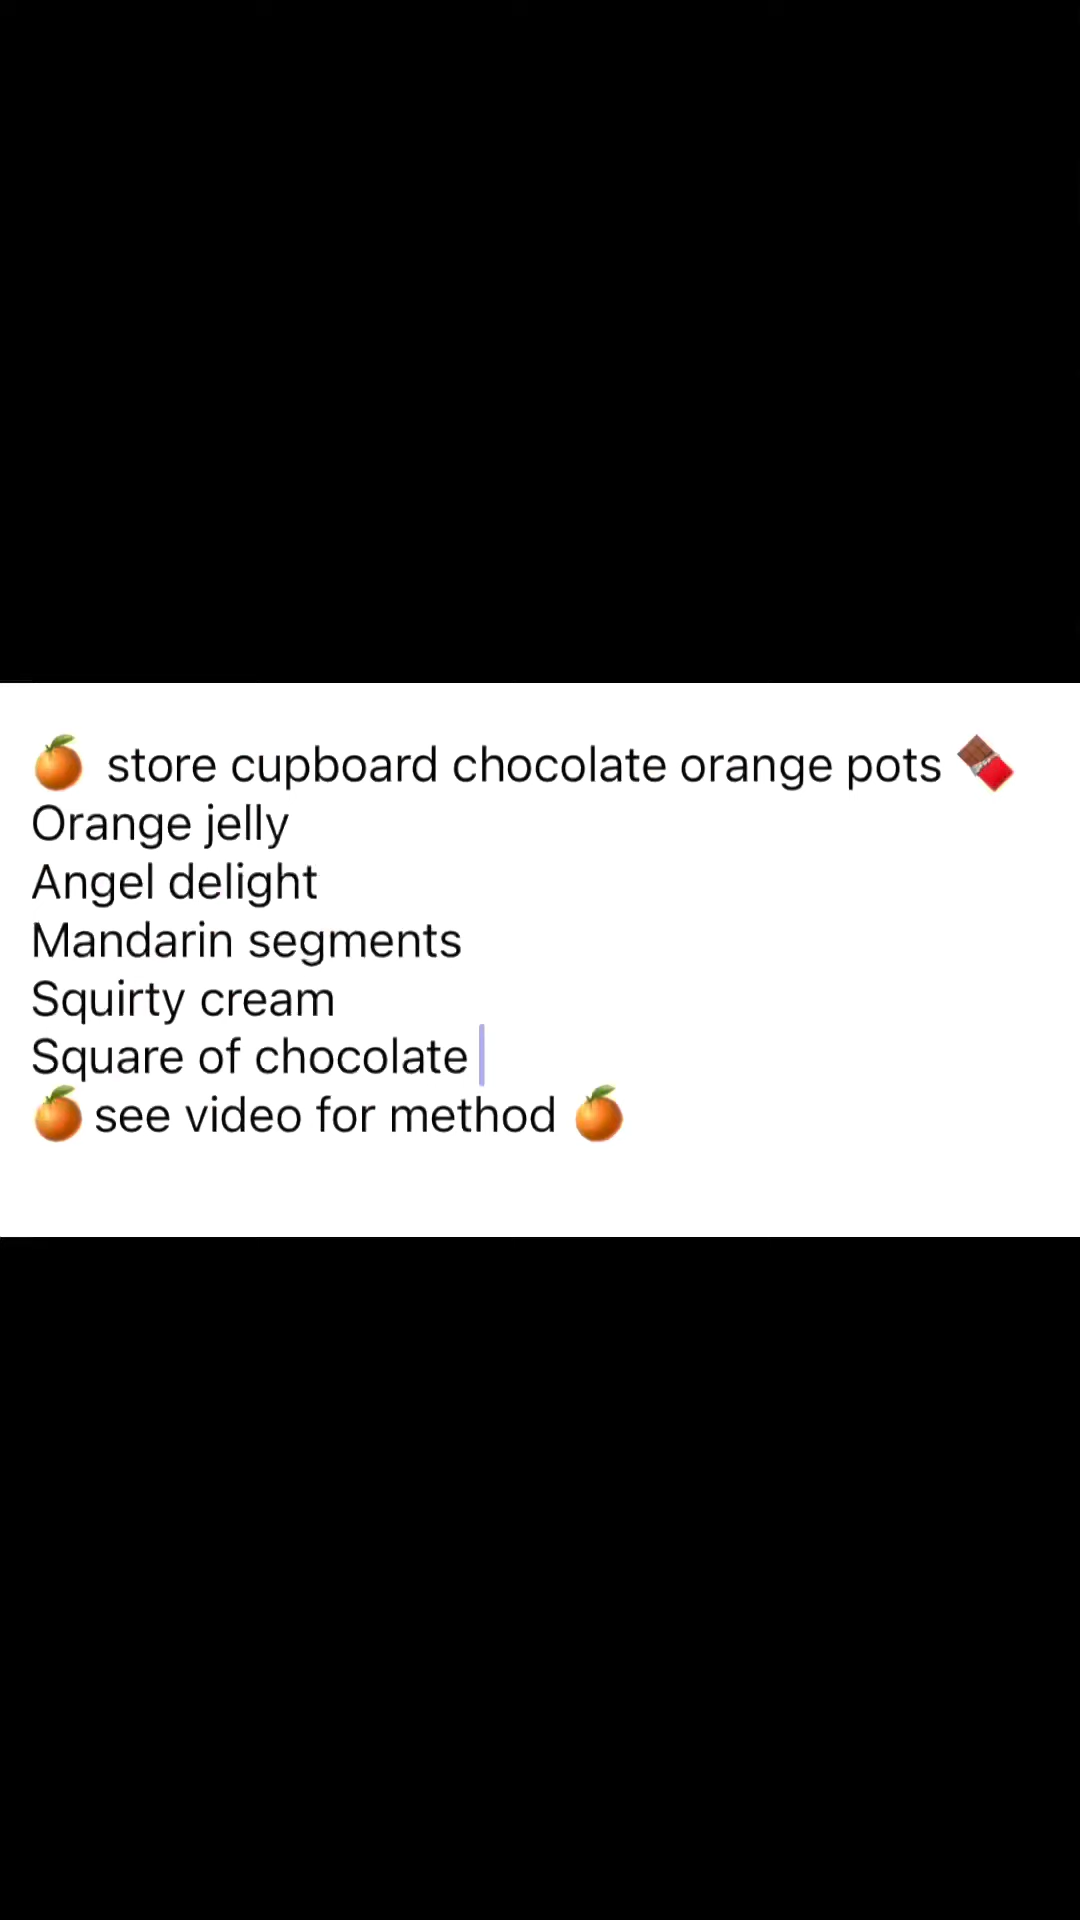 🍊 store cupboard chocolate orange pots 🍫
Orange jelly
Angel delight
Mandarin segments
Squirty cream
Square of chocolate
🍊 see video for method 🍊